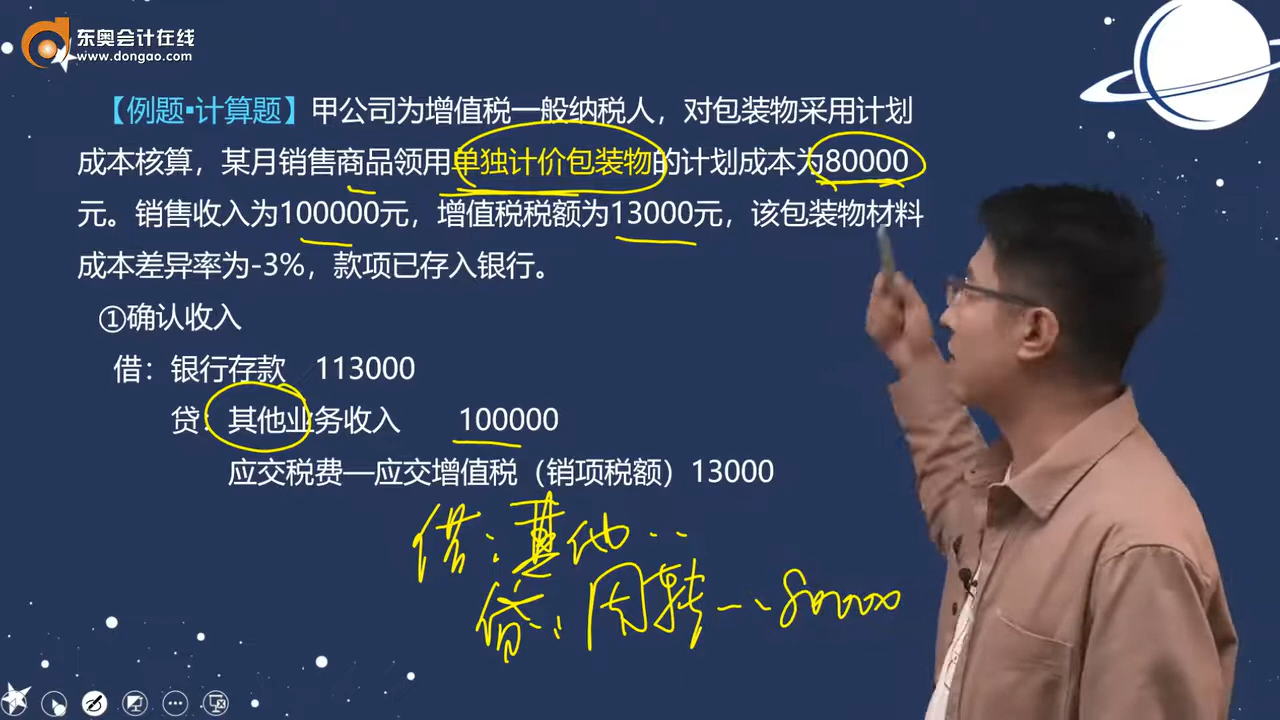 东奥会计在线
www.dongao.com
【例题▪计算题】甲公司为增值税一般纳税人，对包装物采用计划
成本核算，某月销售商品领用单独计价包装物的计划成本为80000
元。销售收入为100000元，增值税税额为13000元，该包装物材料
成本差异率为-3%，款项已存入银行。
①确认收入
借：银行存款 113000
贷：其他业务收入 100000
应交税费—应交增值税（销项税额）13000
借：其他..
贷：周转--.80000